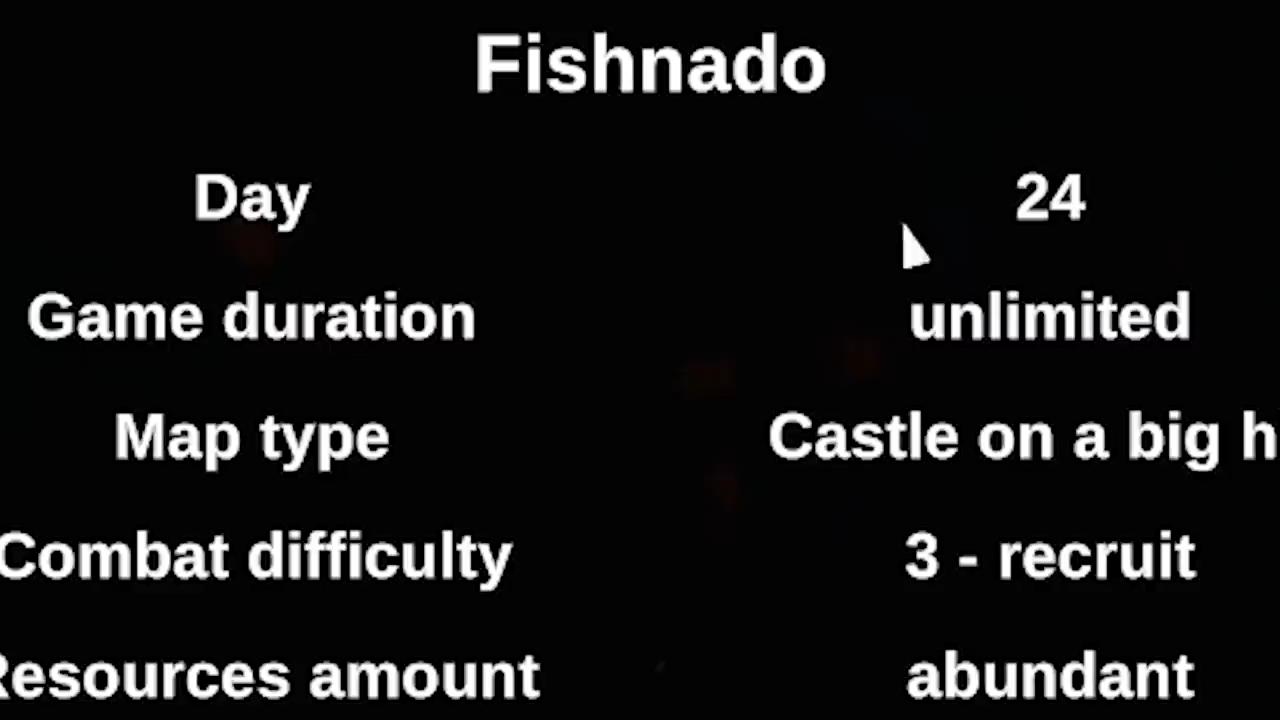 Fishnado
Day 24
Game duration unlimited
Map type Castle on a big h
Combat difficulty 3 - recruit
Resources amount abundant